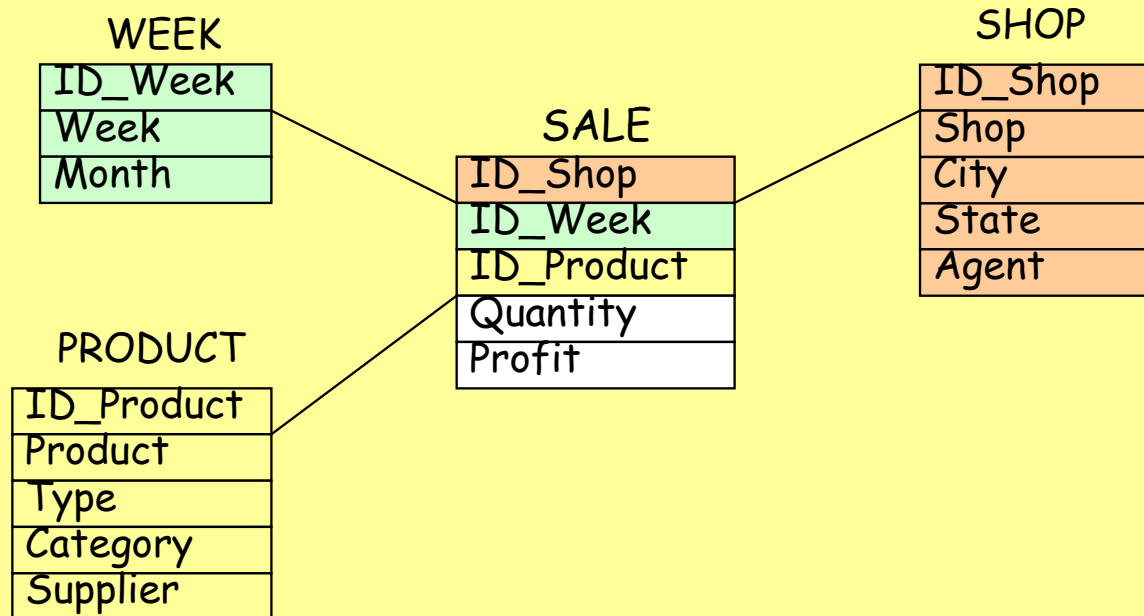 WEEK
ID_Week
Week
Month
SHOP
ID_Shop
Shop
City
State
Agent
SALE
ID_Shop
ID_Week
ID_Product
Quantity
Profit
PRODUCT
ID_Product
Product
Type
Category
Supplier